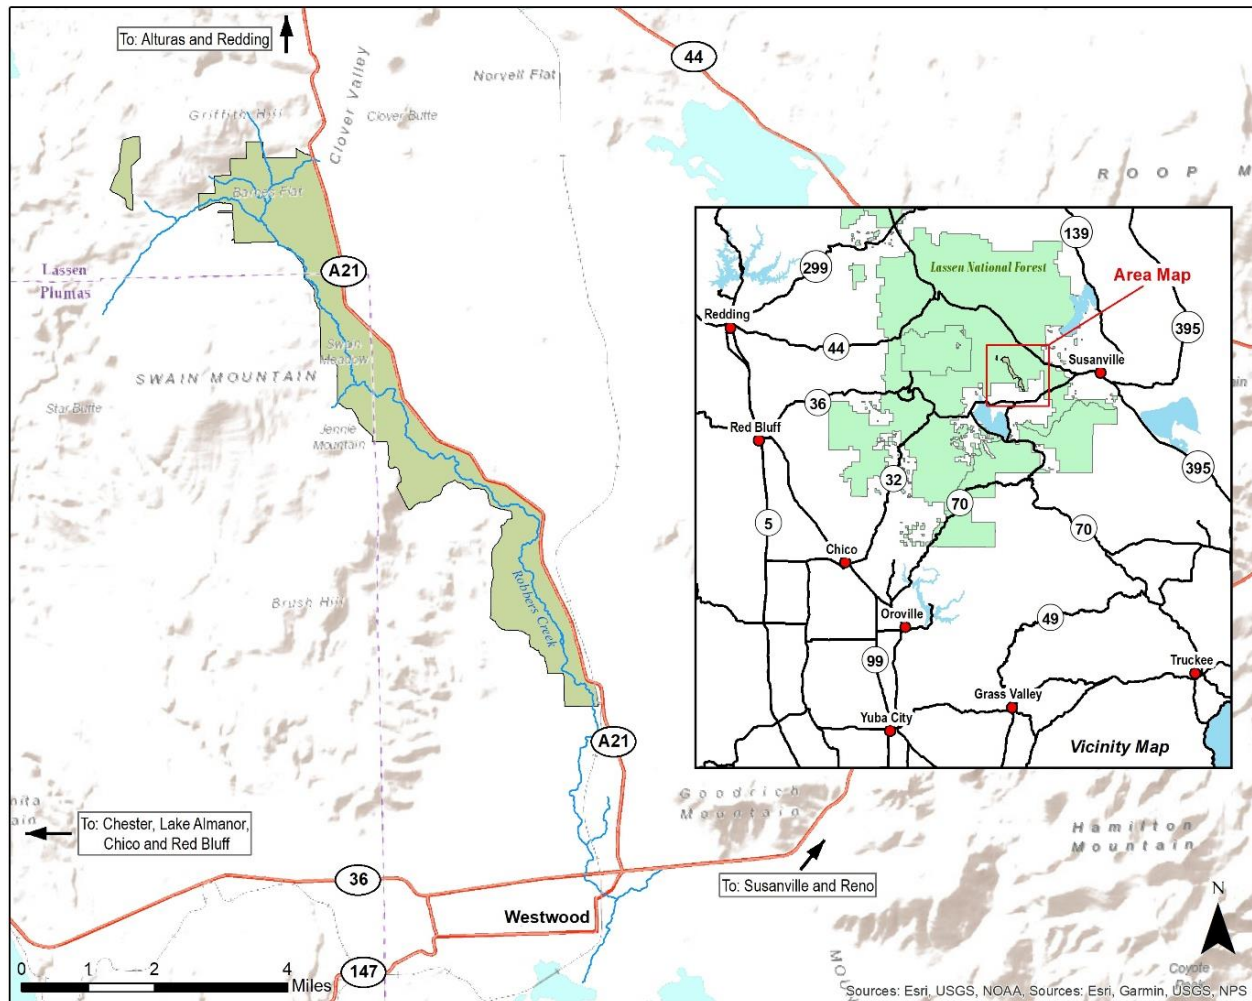 To: Alturas and Redding
Clover Valley
Norvell Flat
44
Griffith Hill
Clover Butte
Barnes Flat
A21
Lassen
Plumas
Swain
Meadow
SWAIN MOUNTAIN
Star Butte
Jennie
Mountain
Brush Hill
Robbers Creek
A21
ROOP M
139
299
Lassen National Forest
Area Map
Redding
44
395
Susanville
36
Red Bluff
32
395
70
5
70
Chico
Oroville
49
99
Truckee
Grass Valley
Yuba City
Vicinity Map
Goodrich
Mountain
Hamilton
Mountain
To: Chester, Lake Almanor,
Chico and Red Bluff
36
To: Susanville and Reno
Westwood
N
147
0 1 2 4
Miles
Coyote
Sources: Esri, USGS, NOAA, Sources: Esri, Garmin, USGS, NPS